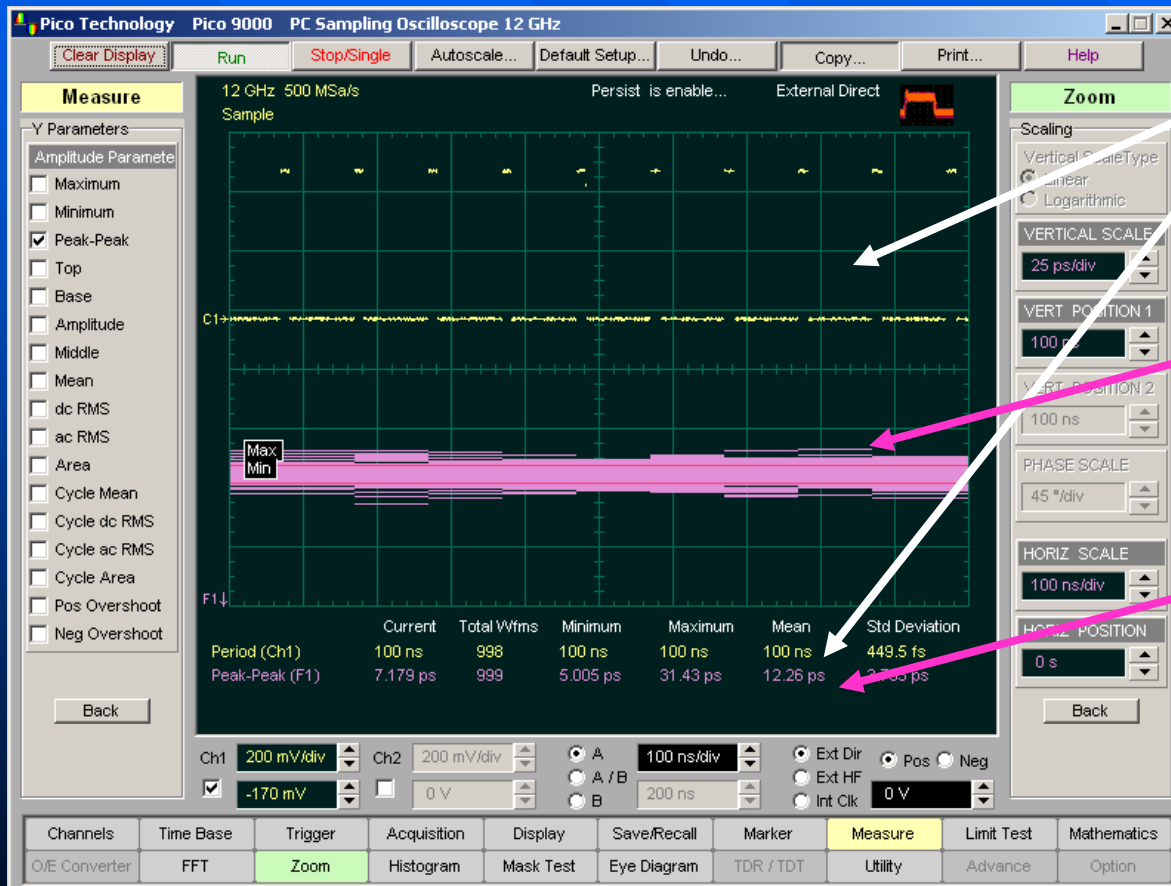 Pico Technology Pico 9000 PC Sampling Oscilloscope 12 GHz
Clear Display Run Stop/Single Autoscale... Default Setup... Undo... Copy... Print... Help
Measure
Y Parameters
Amplitude Paramete
Maximum
Minimum
Peak-Peak
Top
Base
Amplitude
Middle
Mean
dc RMS
ac RMS
Area
Cycle Mean
Cycle dc RMS
Cycle ac RMS
Cycle Area
Pos Overshoot
Neg Overshoot
Back
12 GHz 500 MSa/s Persist is enable... External Direct
Sample
C1
Max
Min
F1
Current Total Wfms Minimum Maximum Mean Std Deviation
Period (Ch1) 100 ns 998 100 ns 100 ns 100 ns 449.5 fs
Peak-Peak (F1) 7.179 ps 999 5.005 ps 31.43 ps 12.26 ps ps
Zoom
Scaling
Vertical ScaleType
Linear
Logarithmic
VERTICAL SCALE
25 ps/div
VERT POSITION 1
100
VERT POSITION 2
100 ns
PHASE SCALE
45 °/div
HORIZ SCALE
100 ns/div
HORIZ POSITION
0 s
Back
Ch1 200 mV/div Ch2 200 mV/div A 100 ns/div Ext Dir Pos Neg
A / B Ext HF
-170 mV 0 V B 200 ns Int Clk 0 V
Channels Time Base Trigger Acquisition Display Save/Recall Marker Measure Limit Test Mathematics
O/E Converter FFT Zoom Histogram Mask Test Eye Diagram TDR / TDT Utility Advance Option